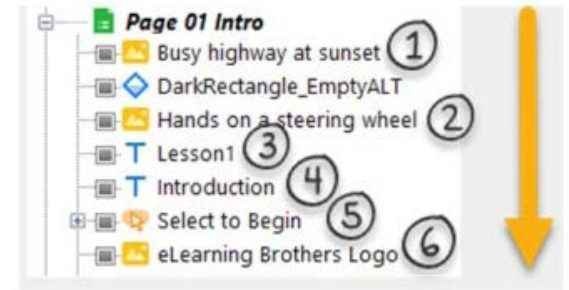 Page 01 Intro
Busy highway at sunset 1
DarkRectangle_EmptyALT
Hands on a steering wheel 2
T Lesson1 3
T Introduction 4
Select to Begin 5
eLearning Brothers Logo 6